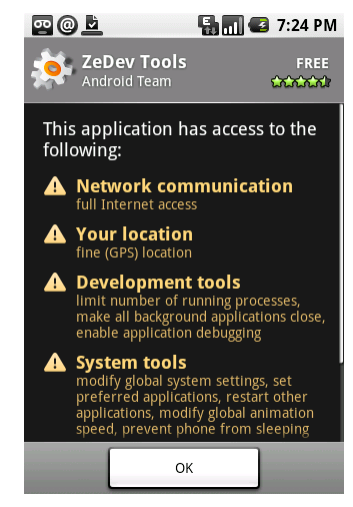 7:24 PM
ZeDev Tools
FREE
Android Team
This application has access to the
following:
Network communication
full Internet access
Your location
fine (GPS) location
Development tools
limit number of running processes,
make all background applications close,
enable application debugging
System tools
modify global system settings, set
preferred applications, restart other
applications, modify global animation
speed, prevent phone from sleeping
OK